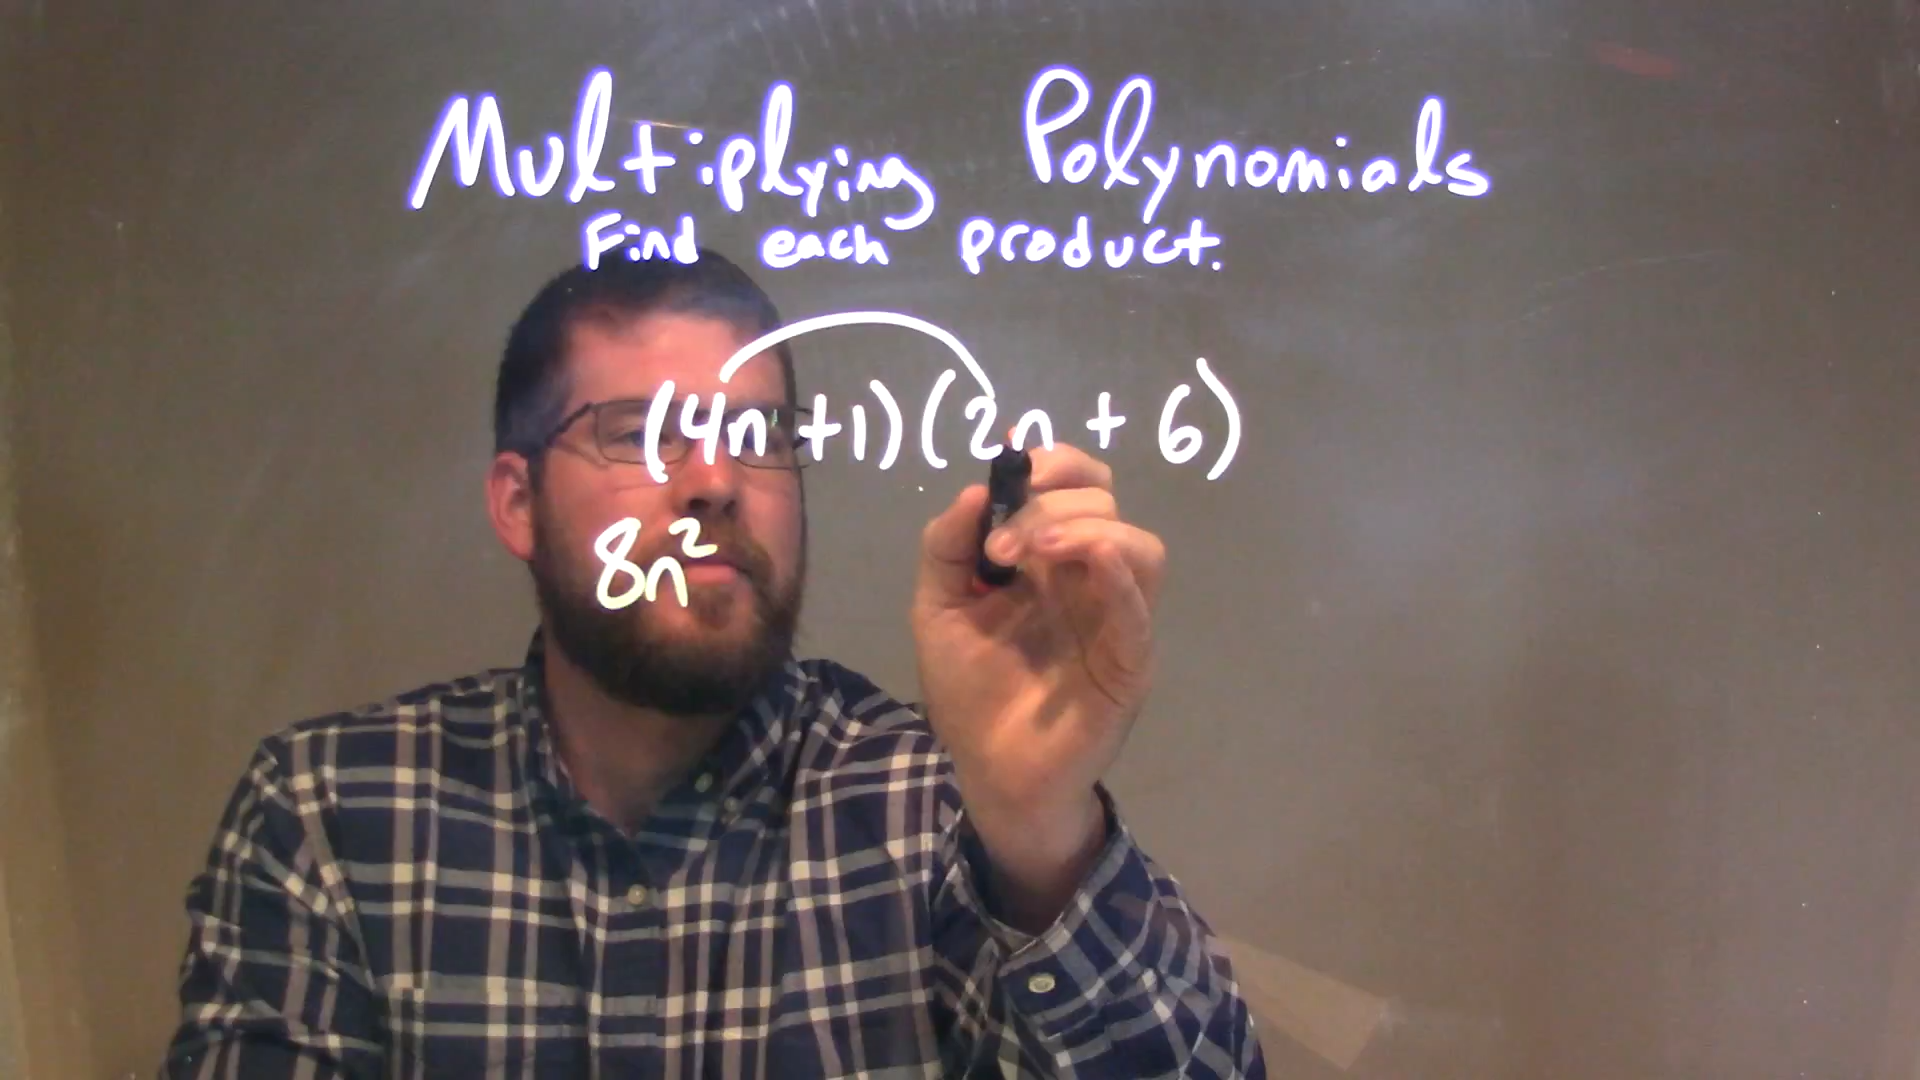 Multiplying Polynomials
Find each product.
(4n+1)(2n+6)
8n²